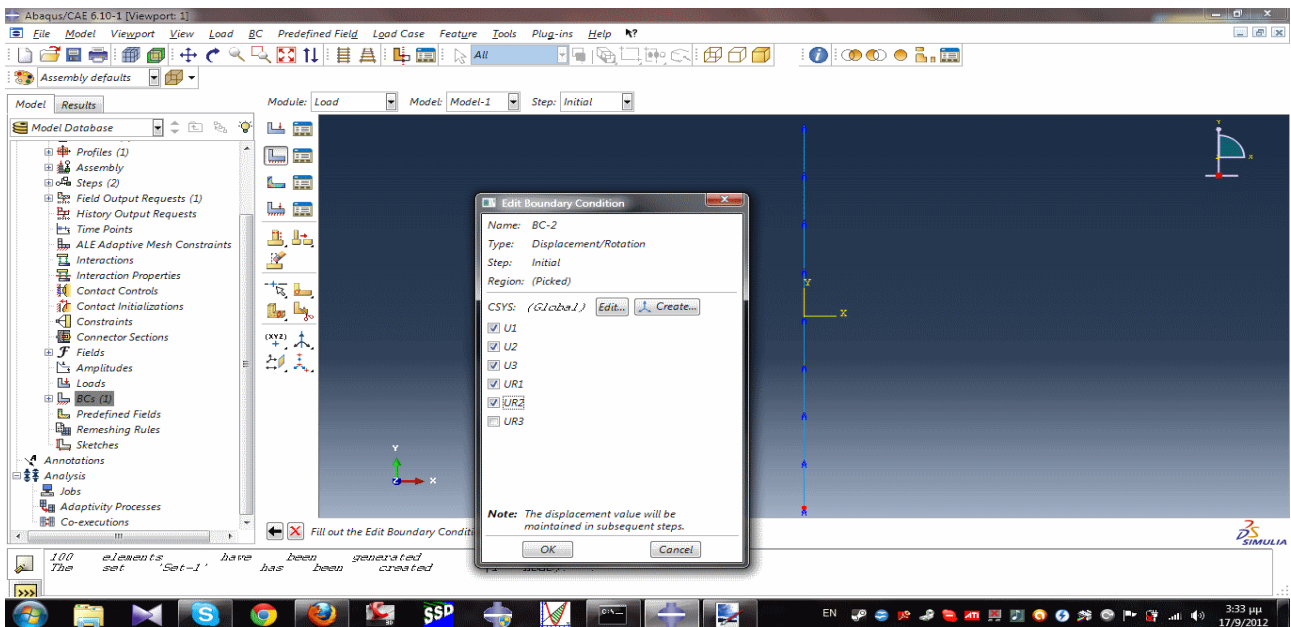 Abaqus/CAE 6.10-1 [Viewport: 1]
File Model Viewport View Load BC Predefined Field Load Case Feature Tools Plug-ins Help
All
Assembly defaults
Model Results
Module: Load Model: Model-1 Step: Initial
Model Database
Profiles (1)
Assembly
Steps (2)
Field Output Requests (1)
History Output Requests
Time Points
ALE Adaptive Mesh Constraints
Interactions
Interaction Properties
Contact Controls
Contact Initializations
Constraints
Connector Sections
Fields
Amplitudes
Loads
BCs (1)
Predefined Fields
Remeshing Rules
Sketches
Annotations
Analysis
Jobs
Adaptivity Processes
Co-executions
(XYZ)
Edit Boundary Condition
Name: BC-2
Type: Displacement/Rotation
Step: Initial
Region: (Picked)
CSYS: (Global) Edit... Create...
U1
U2
U3
UR1
UR2
UR3
Note: The displacement value will be
maintained in subsequent steps.
OK Cancel
Y
X
Y
X
Z
Y
X
Fill out the Edit Boundary Conditi
SIMULIA
100 elements have been generated
The set 'Set-1' has been created
>>>
SSP
EN
3:33 μμ
17/9/2012